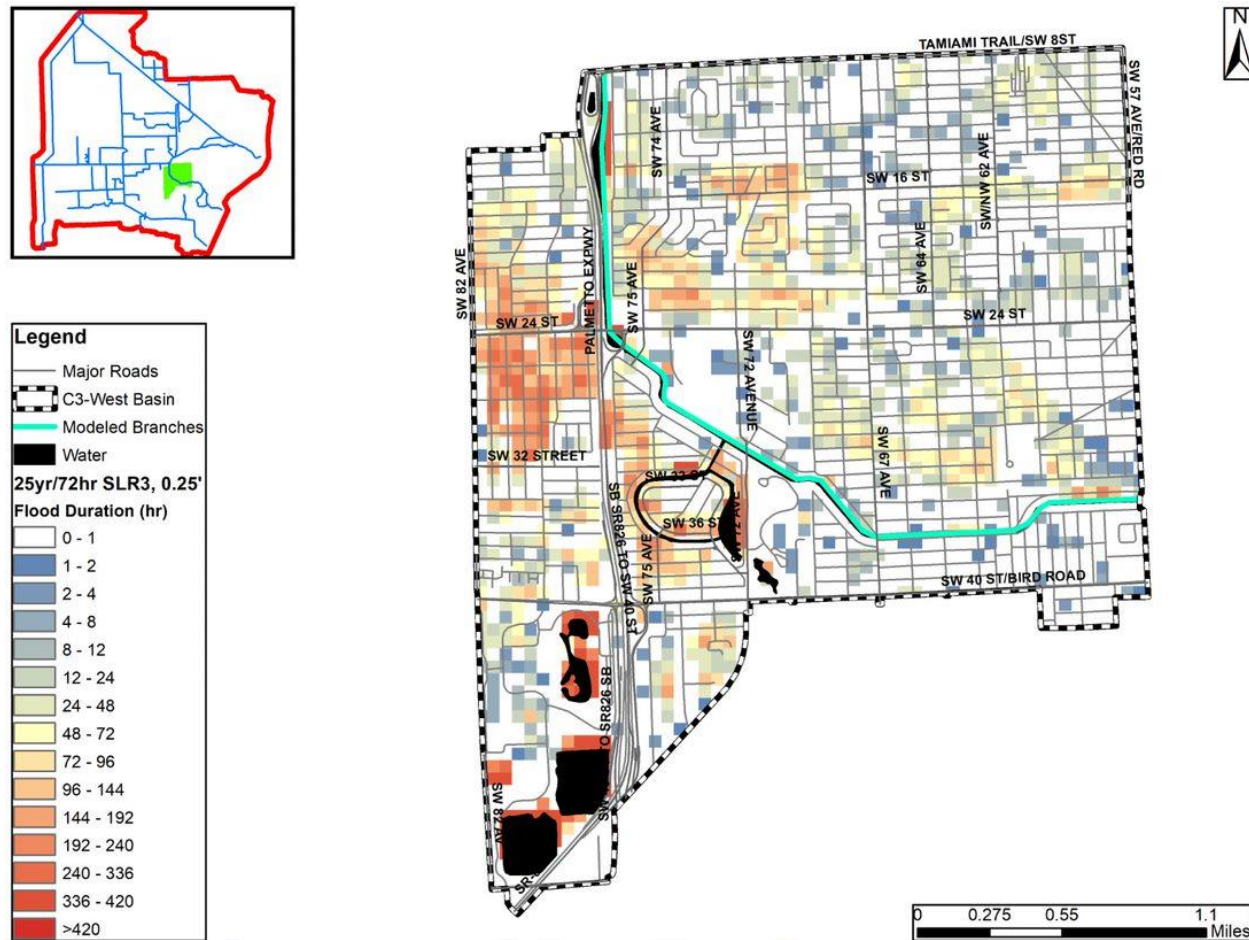 N
TAMIAMI TRAIL/SW 8ST
SW 57 AVE/RED RD
SW 74 AVE
SW/NW 62 AVE
SW 16 ST
SW 64 AVE
SW 82 AVE
PALMETO EXPWY
SW 75 AVE
SW 24 ST
SW 24 ST
SW 72 AVENUE
SW 32 STREET
SW 67 AVE
SW 36 ST
SW 72 AVE
SB SR826 TO SW 40 ST
SW 75 AVE
SW 40 ST/BIRD ROAD
TO SR826 SB
SW 82 AV
Legend
Major Roads
C3-West Basin
Modeled Branches
Water
25yr/72hr SLR3, 0.25'
Flood Duration (hr)
0 - 1
1 - 2
2 - 4
4 - 8
8 - 12
12 - 24
24 - 48
48 - 72
72 - 96
96 - 144
144 - 192
192 - 240
240 - 336
336 - 420
>420
0 0.275 0.55 1.1
Miles